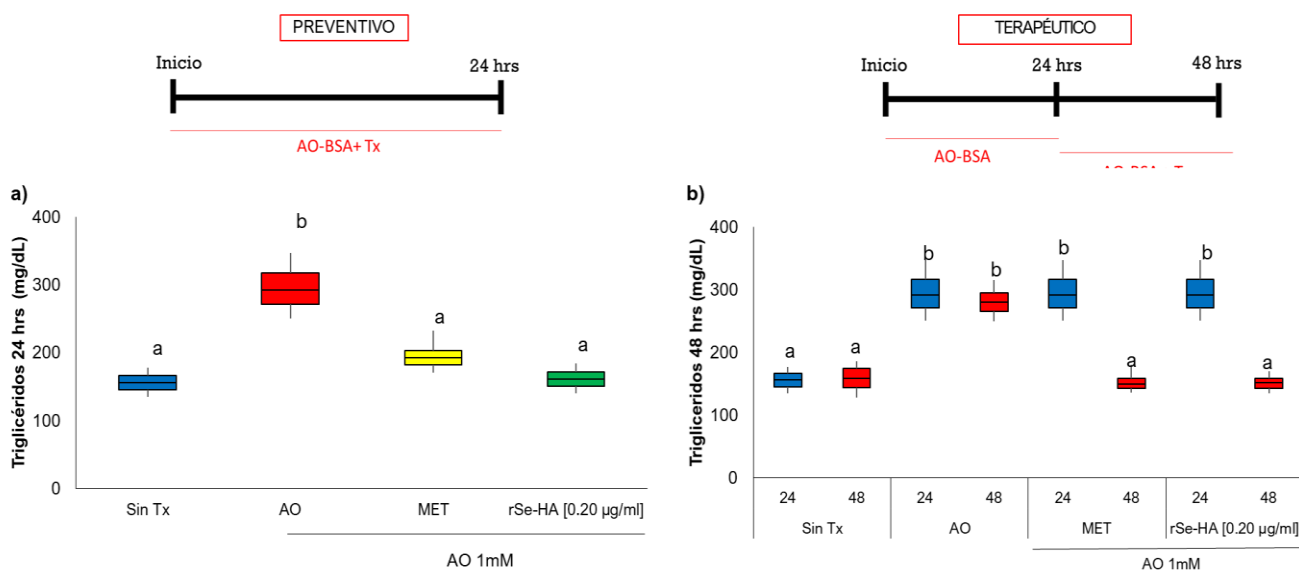 PREVENTIVO
Inicio 24 hrs
AO-BSA+ Tx
a)
Triglicéridos 24 hrs (mg/dL)
400
300
200
100
0
a
b
a
a
Sin Tx AO MET rSe-HA [0.20 µg/ml]
AO 1mM
TERAPÉUTICO
Inicio 24 hrs 48 hrs
AO-BSA
b)
Trigliceridos 48 hrs (mg/dL)
400
300
200
100
0
a a b b b a b a
24 48 24 48 24 48 24 48
Sin Tx AO MET rSe-HA [0.20 µg/ml]
AO 1mM